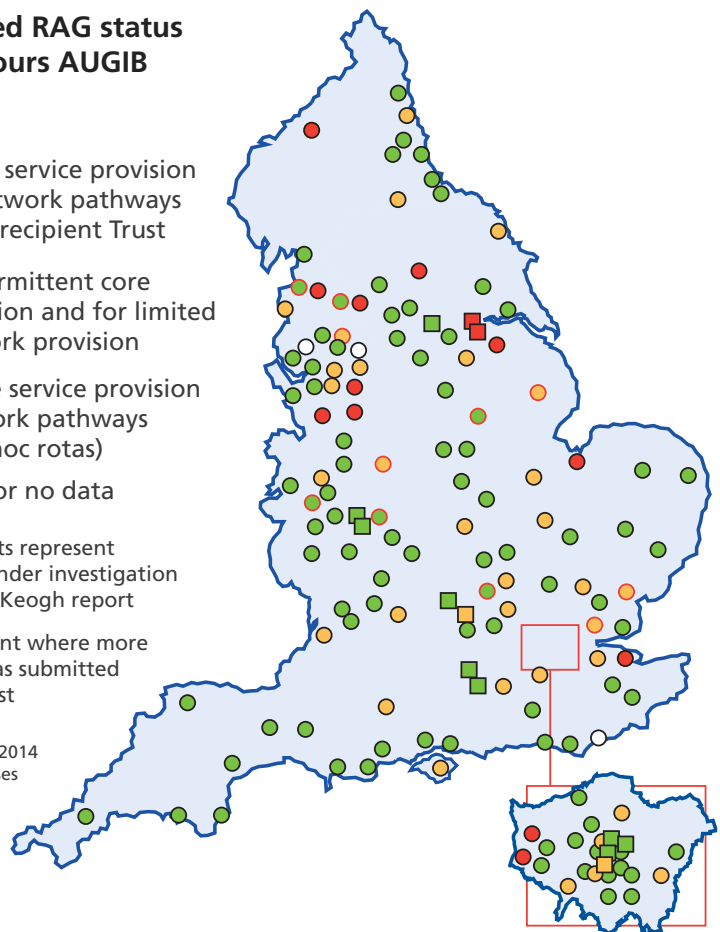 ed RAG status
ours AUGIB
service provision
twork pathways
recipient Trust
rmittent core
ion and for limited
ork provision
e service provision
ork pathways
hoc rotas)
or no data
ts represent
nder investigation
Keogh report
nt where more
as submitted
st
2014
ses